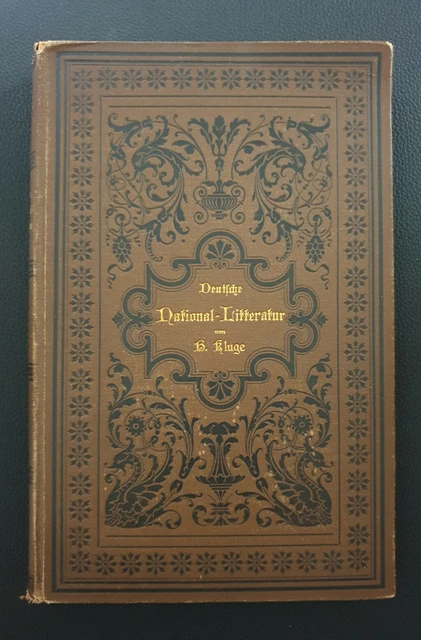 Deutsche
National-Litteratur
von
H. Kluge